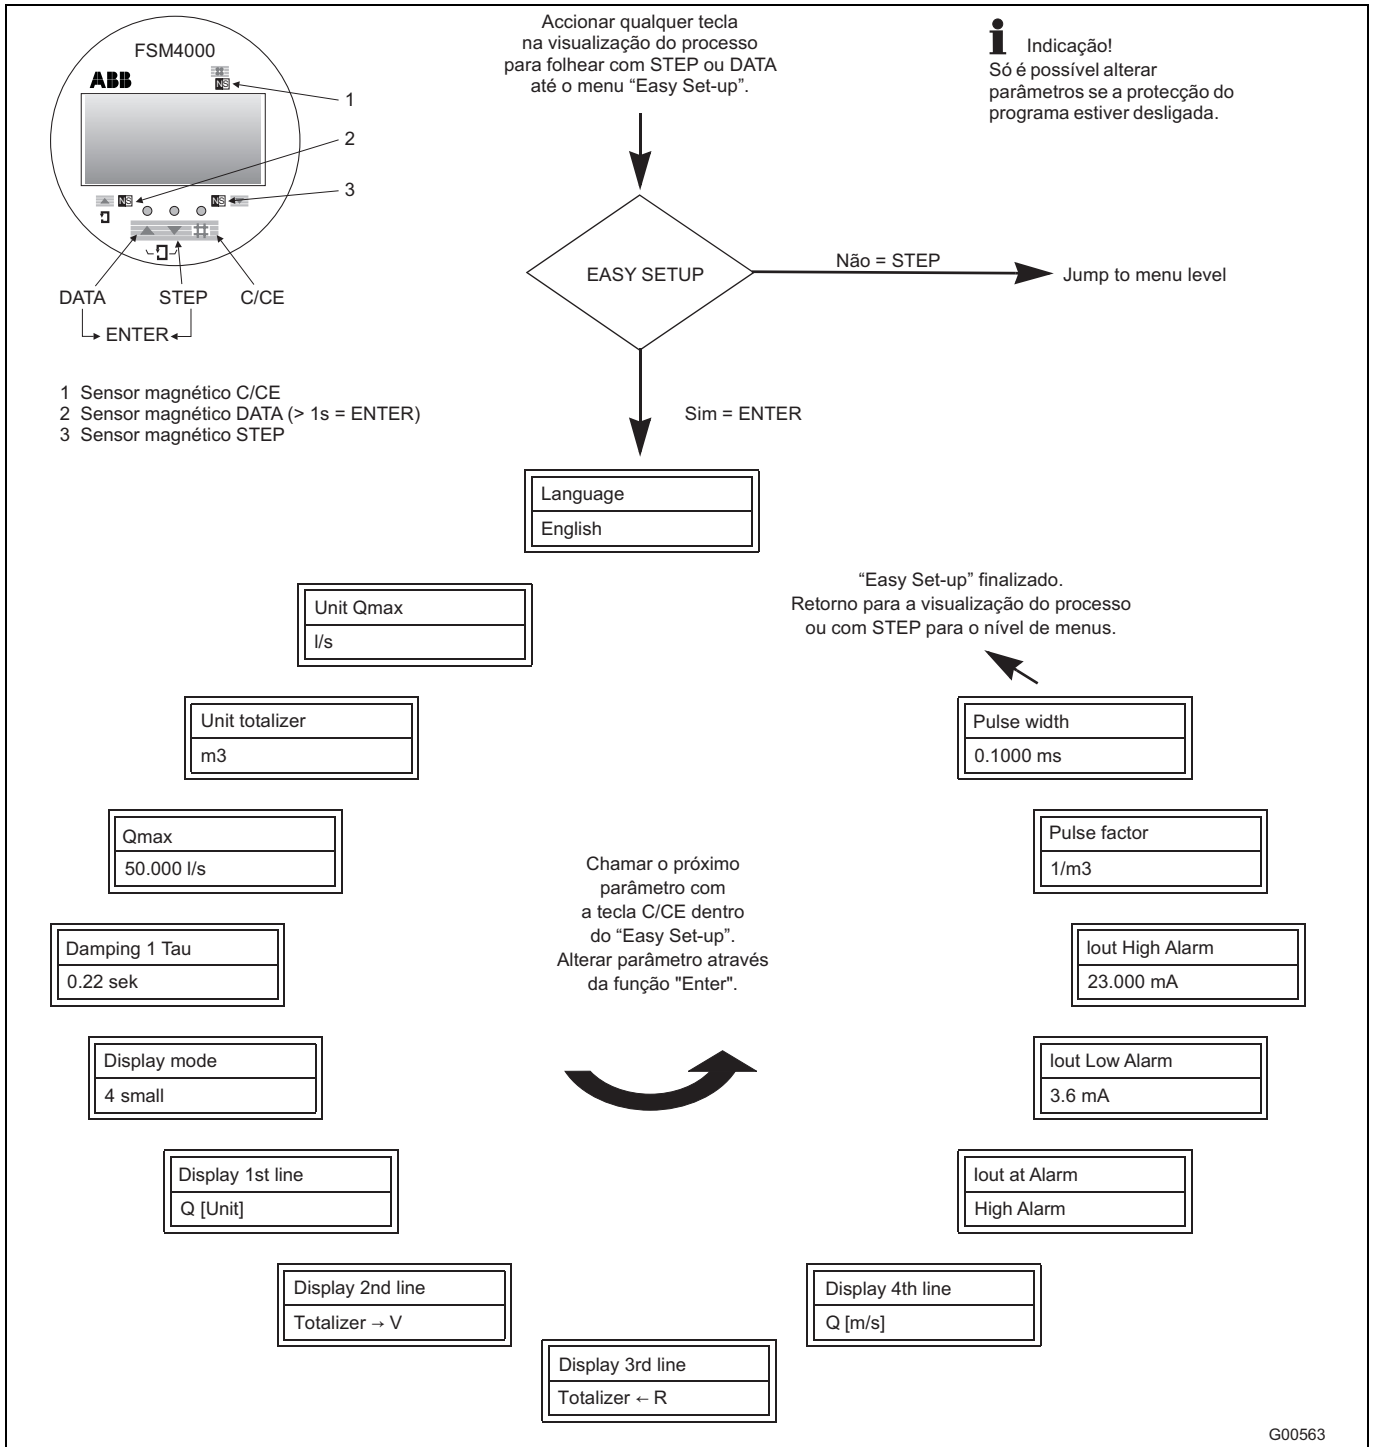 FSM4000
ABB
NS
1
2
3
NS
NS
DATA
STEP
C/CE
ENTER
1 Sensor magnético C/CE
2 Sensor magnético DATA (> 1s = ENTER)
3 Sensor magnético STEP
Accionar qualquer tecla
na visualização do processo
para folhear com STEP ou DATA
até o menu “Easy Set-up”.
i Indicação!
Só é possível alterar
parâmetros se a protecção do
programa estiver desligada.
EASY SETUP
Não = STEP
Jump to menu level
Sim = ENTER
Language
English
Unit Qmax
l/s
Unit totalizer
m3
Qmax
50.000 l/s
Damping 1 Tau
0.22 sek
Display mode
4 small
Display 1st line
Q [Unit]
Display 2nd line
Totalizer → V
Display 3rd line
Totalizer ← R
Display 4th line
Q [m/s]
Iout at Alarm
High Alarm
Iout Low Alarm
3.6 mA
Iout High Alarm
23.000 mA
Pulse factor
1/m3
Pulse width
0.1000 ms
“Easy Set-up” finalizado.
Retorno para a visualização do processo
ou com STEP para o nível de menus.
Chamar o próximo
parâmetro com
a tecla C/CE dentro
do “Easy Set-up”.
Alterar parâmetro através
da função "Enter".
G00563